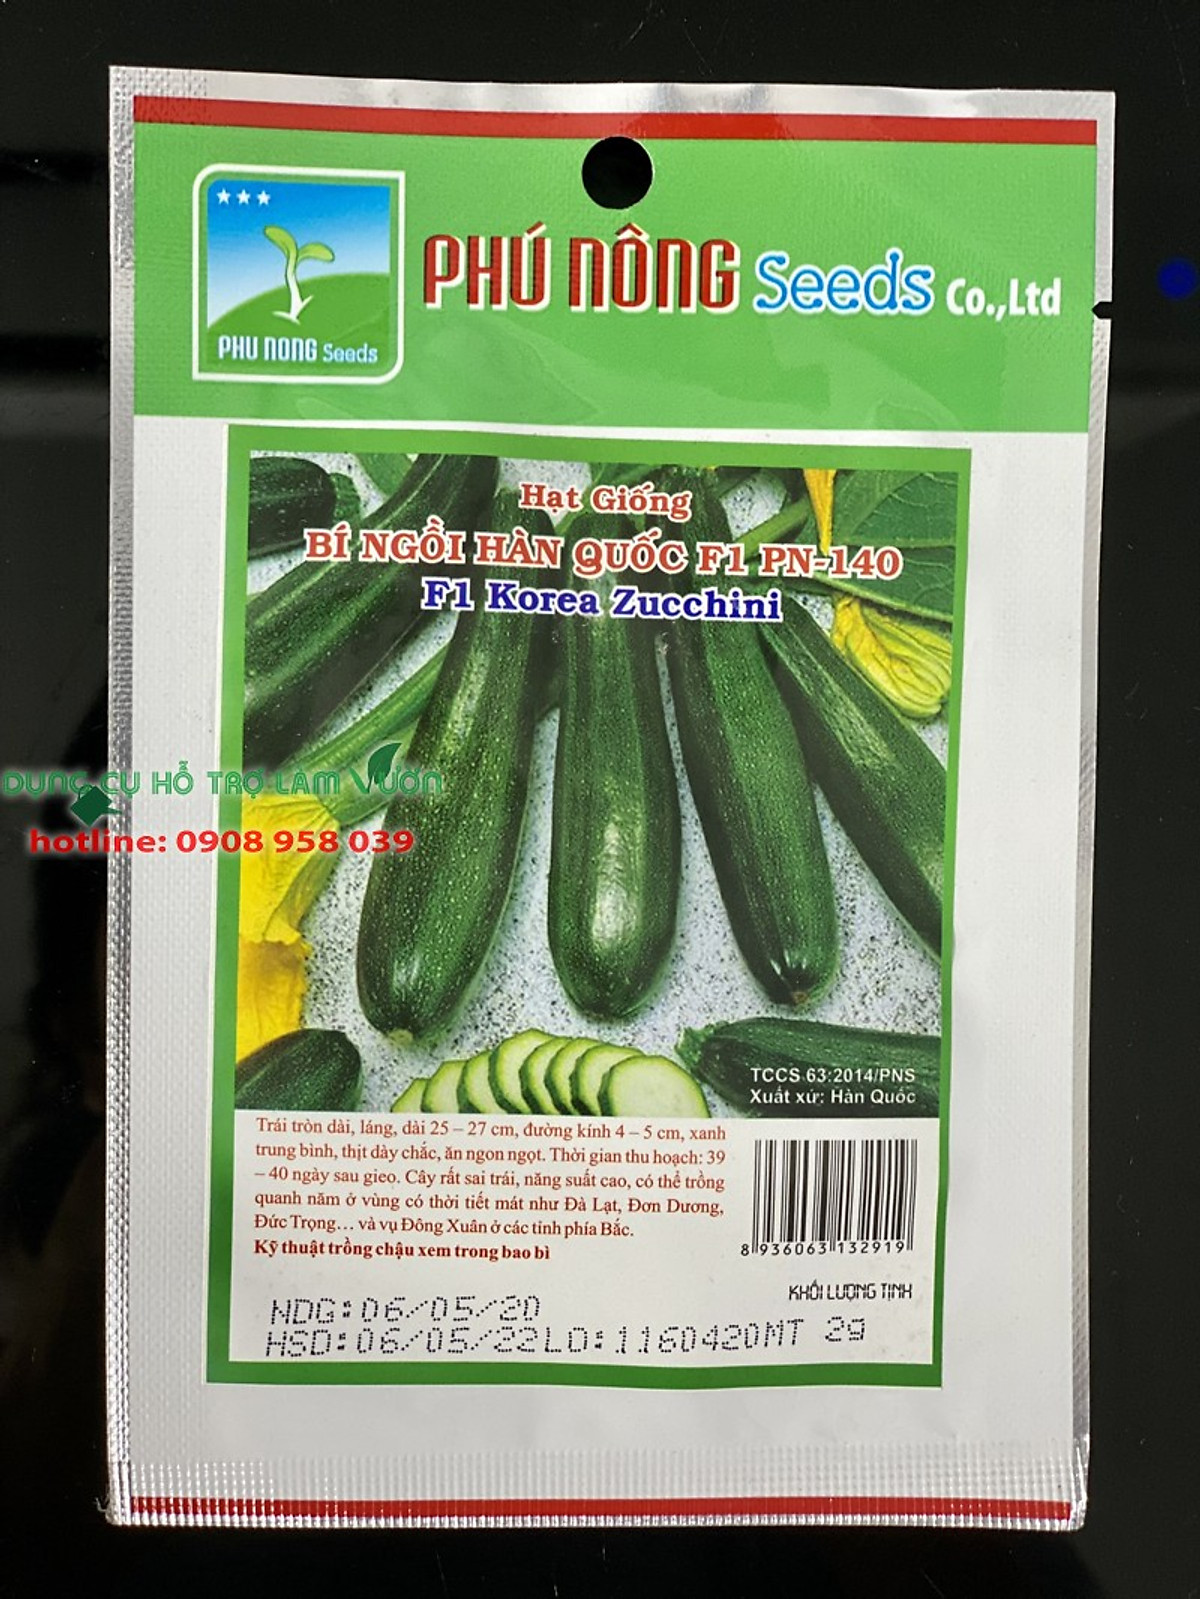 PHÚ NÔNG Seeds Co.,Ltd
PHU NONG Seeds
Hạt Giống
BÍ NGỒI HÀN QUỐC F1 PN-140
F1 Korea Zucchini
DỤNG CỤ HỖ TRỢ LÀM VƯỜN
hotline: 0908 958 039
TCCS 63:2014/PNS
Xuất xứ: Hàn Quốc
Trái tròn dài, láng, dài 25 – 27 cm, đường kính 4 – 5 cm, xanh
trung bình, thịt dày chắc, ăn ngon ngọt. Thời gian thu hoạch: 39
– 40 ngày sau gieo. Cây rất sai trái, năng suất cao, có thể trồng
quanh năm ở vùng có thời tiết mát như Đà Lạt, Đơn Dương,
Đức Trọng… và vụ Đông Xuân ở các tỉnh phía Bắc.
Kỹ thuật trồng chậu xem trong bao bì
8 936063 132919
KHỐI LƯỢNG TỊNH
NDG:06/05/20
HSD:06/05/22LO:1160420MT 2g